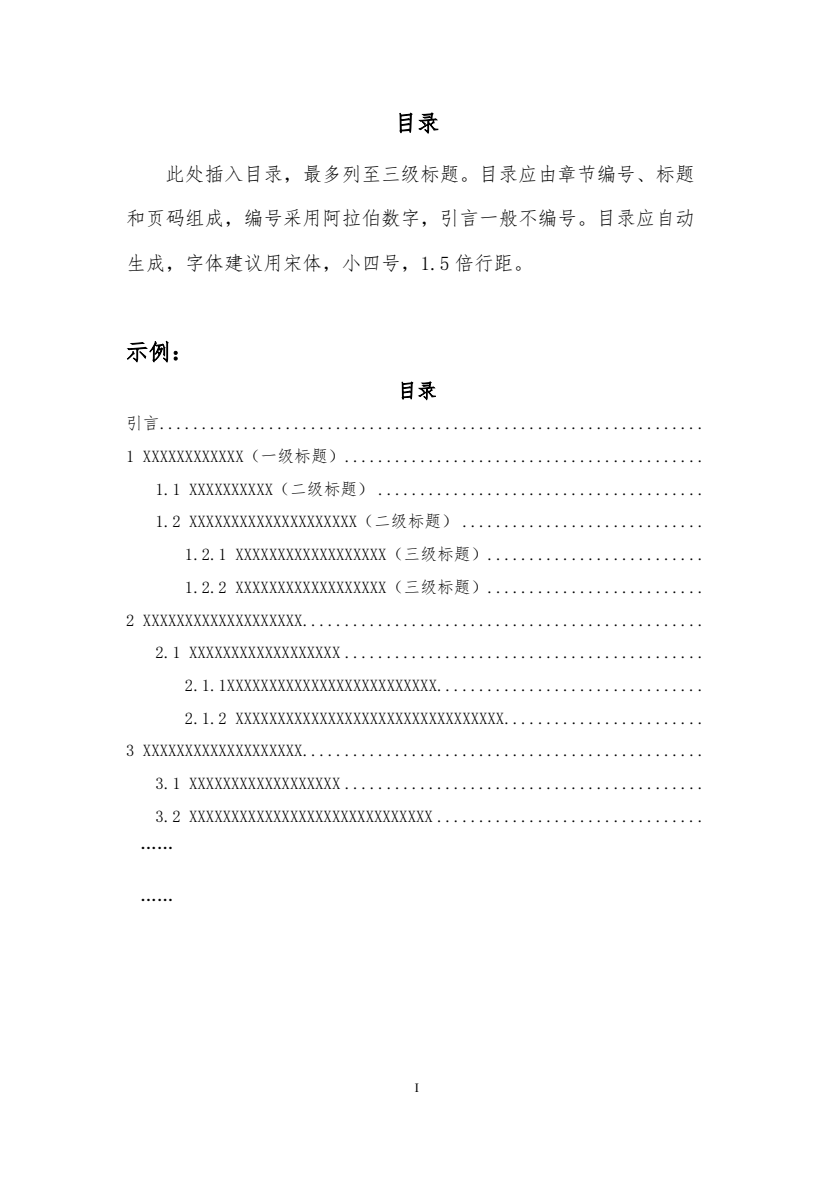 目录
此处插入目录，最多列至三级标题。目录应由章节编号、标题
和页码组成，编号采用阿拉伯数字，引言一般不编号。目录应自动
生成，字体建议用宋体，小四号，1.5 倍行距。
示例：
目录
引言.................................................................
1 XXXXXXXXXXXX（一级标题）...........................................
1.1 XXXXXXXXXX（二级标题）.......................................
1.2 XXXXXXXXXXXXXXXXXXXX（二级标题）.............................
1.2.1 XXXXXXXXXXXXXXXXXX（三级标题）..........................
1.2.2 XXXXXXXXXXXXXXXXXX（三级标题）..........................
2 XXXXXXXXXXXXXXXXXXX................................................
2.1 XXXXXXXXXXXXXXXXXX...........................................
2.1.1XXXXXXXXXXXXXXXXXXXXXXXXX................................
2.1.2 XXXXXXXXXXXXXXXXXXXXXXXXXXXXXXXX........................
3 XXXXXXXXXXXXXXXXXXX................................................
3.1 XXXXXXXXXXXXXXXXXX...........................................
3.2 XXXXXXXXXXXXXXXXXXXXXXXXXXXXX................................
……
……
I